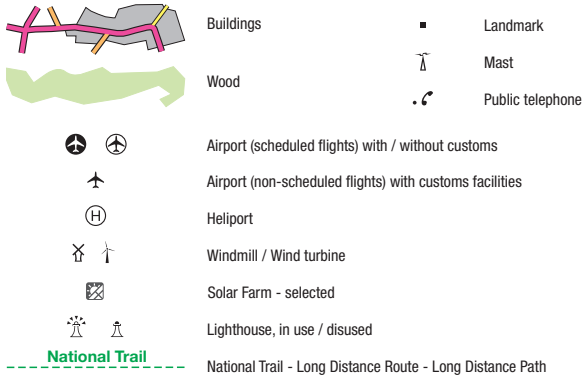 Buildings
Landmark
Mast
Wood
Public telephone
Airport (scheduled flights) with / without customs
Airport (non-scheduled flights) with customs facilities
H
Heliport
Windmill / Wind turbine
Solar Farm - selected
Lighthouse, in use / disused
National Trail
National Trail - Long Distance Route - Long Distance Path